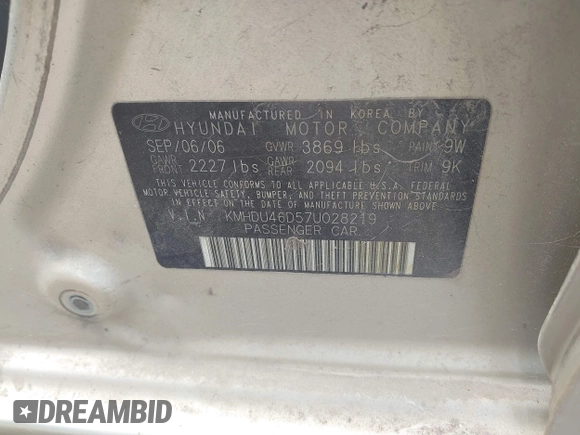 MANUFACTURED IN KOREA BY
HYUNDAI MOTOR COMPANY
SEP/06/06 GVWR 3869 lbs PAINT 9W
GAWR FRONT 2227 lbs GAWR REAR 2094 lbs TRIM 9K
THIS VEHICLE CONFORMS TO ALL APPLICABLE U.S.A. FEDERAL
MOTOR VEHICLE SAFETY, BUMPER, AND THEFT PREVENTION STANDARDS
IN EFFECT ON THE DATE OF MANUFACTURE SHOWN ABOVE.
V I N KMHDU46D57U028219
PASSENGER CAR
DREAMBID